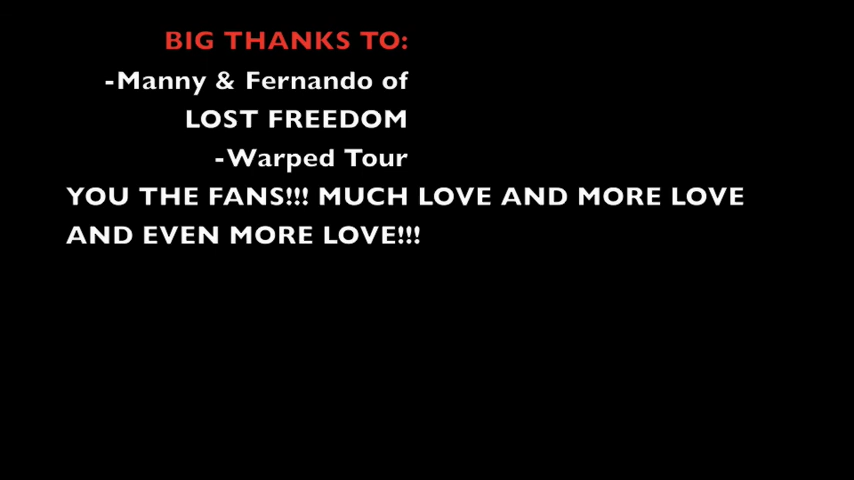 BIG THANKS TO:
-Manny & Fernando of
LOST FREEDOM
-Warped Tour
YOU THE FANS!!! MUCH LOVE AND MORE LOVE
AND EVEN MORE LOVE!!!